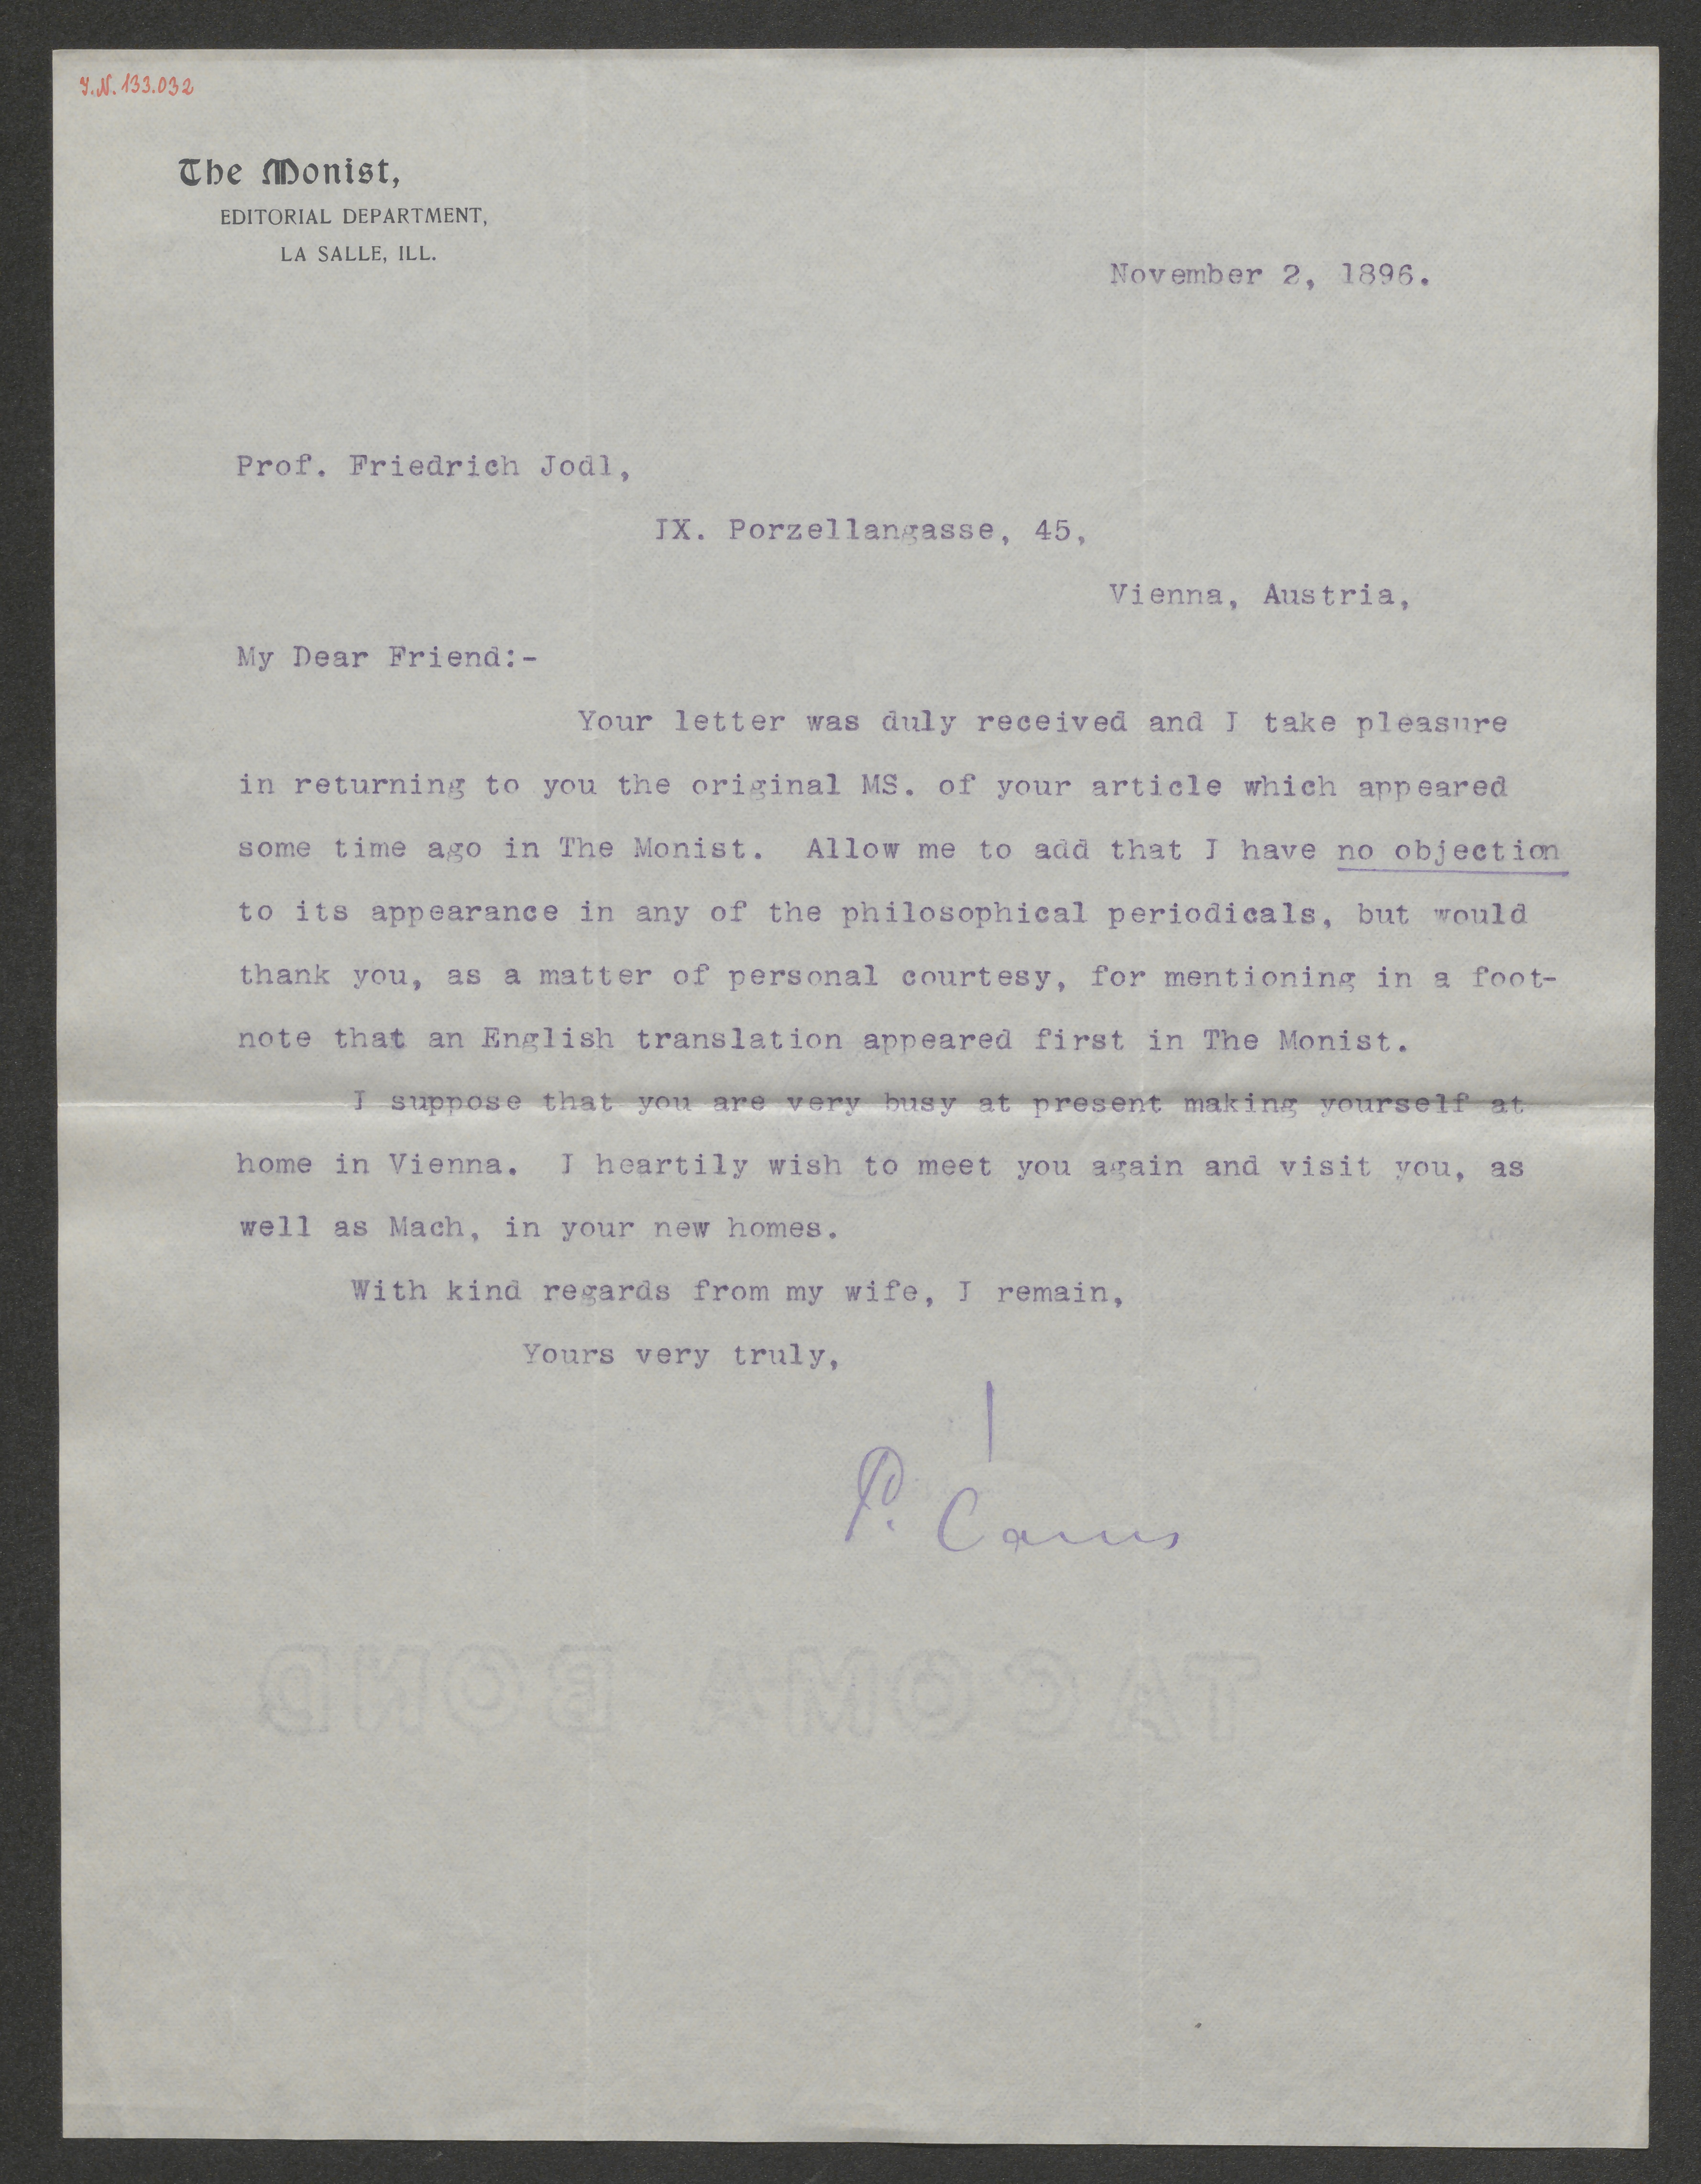 J.N. 133.032
The Monist,
EDITORIAL DEPARTMENT,
LA SALLE, ILL.
November 2, 1896.
Prof. Friedrich Jodl,
IX. Porzellangasse, 45,
Vienna, Austria,
My Dear Friend:-
Your letter was duly received and I take pleasure
in returning to you the original MS. of your article which appeared
some time ago in The Monist. Allow me to add that I have no objection
to its appearance in any of the philosophical periodicals, but would
thank you, as a matter of personal courtesy, for mentioning in a foot-
note that an English translation appeared first in The Monist.
I suppose that you are very busy at present making yourself at
home in Vienna. I heartily wish to meet you again and visit you, as
well as Mach, in your new homes.
With kind regards from my wife, I remain,
Yours very truly,
P. Carus
TACOMA BOND